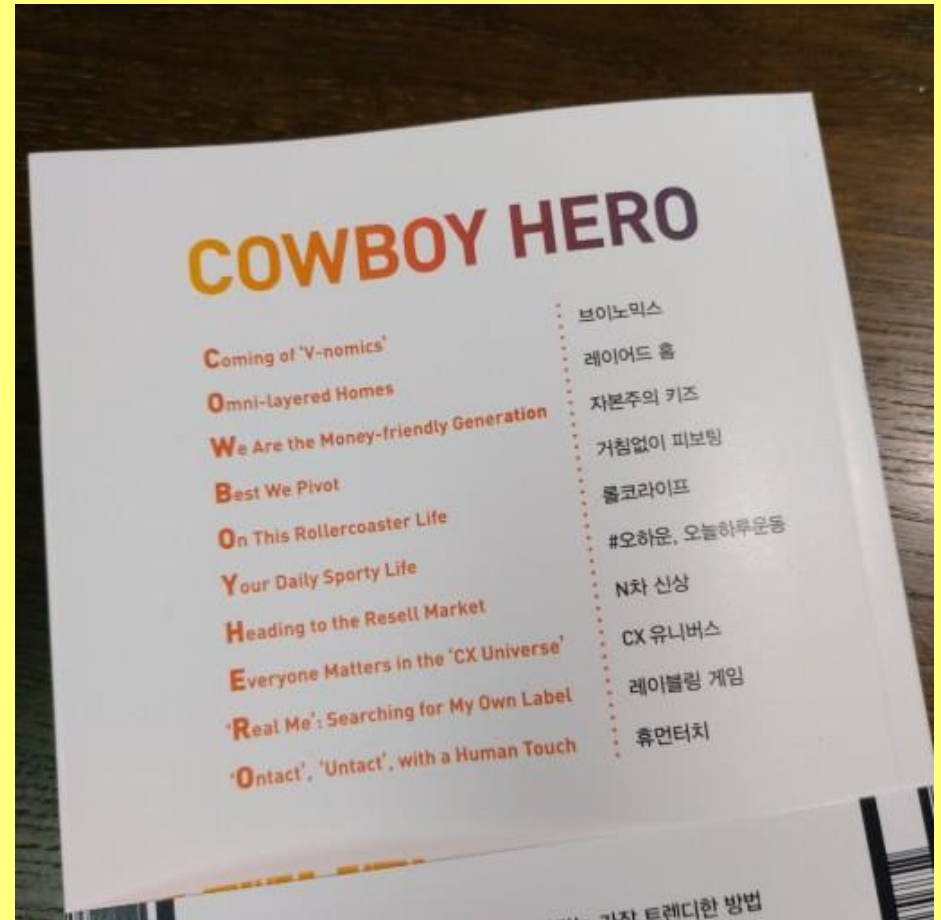 COWBOY HERO
Coming of 'V-nomics' 브이노믹스
Omni-layered Homes 레이어드 홈
We Are the Money-friendly Generation 자본주의 키즈
Best We Pivot 거침없이 피보팅
On This Rollercoaster Life 롤코라이프
Your Daily Sporty Life #오하운, 오늘하루운동
Heading to the Resell Market N차 신상
Everyone Matters in the 'CX Universe' CX 유니버스
'Real Me': Searching for My Own Label 레이블링 게임
'Ontact', 'Untact', with a Human Touch 휴먼터치
가장 트렌디한 방법